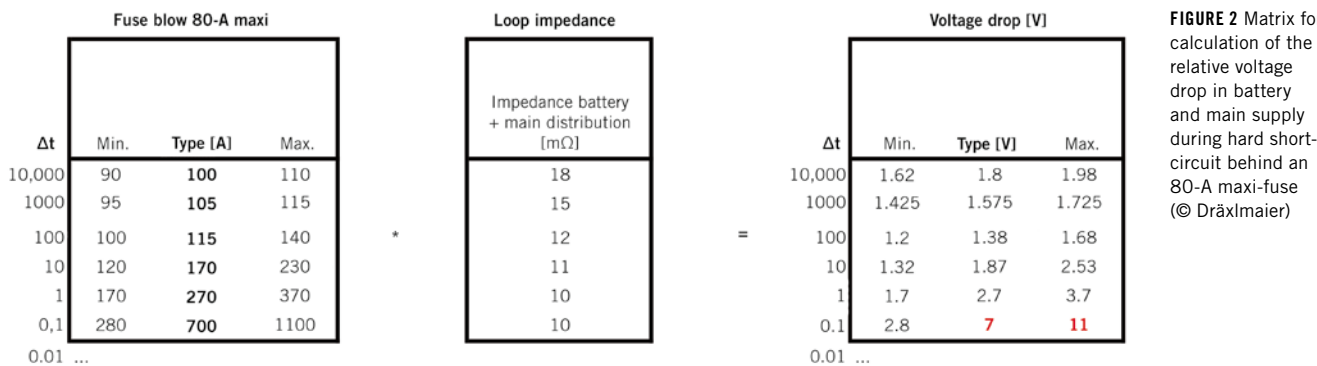 Fuse blow 80-A maxi Loop impedance Voltage drop [V]
Impedance battery
+ main distribution
Δt Min. Type [A] Max. [mΩ] Δt Min. Type [V] Max.
10,000 90 100 110 18 10,000 1.62 1.8 1.98
1000 95 105 115 15 1000 1.425 1.575 1.725
100 100 115 140 * 12 = 100 1.2 1.38 1.68
10 120 170 230 11 10 1.32 1.87 2.53
1 170 270 370 10 1 1.7 2.7 3.7
0,1 280 700 1100 10 0.1 2.8 7 11
0.01 ... 0.01 ...
FIGURE 2 Matrix fo
calculation of the
relative voltage
drop in battery
and main supply
during hard short-
circuit behind an
80-A maxi-fuse
(© Dräxlmaier)